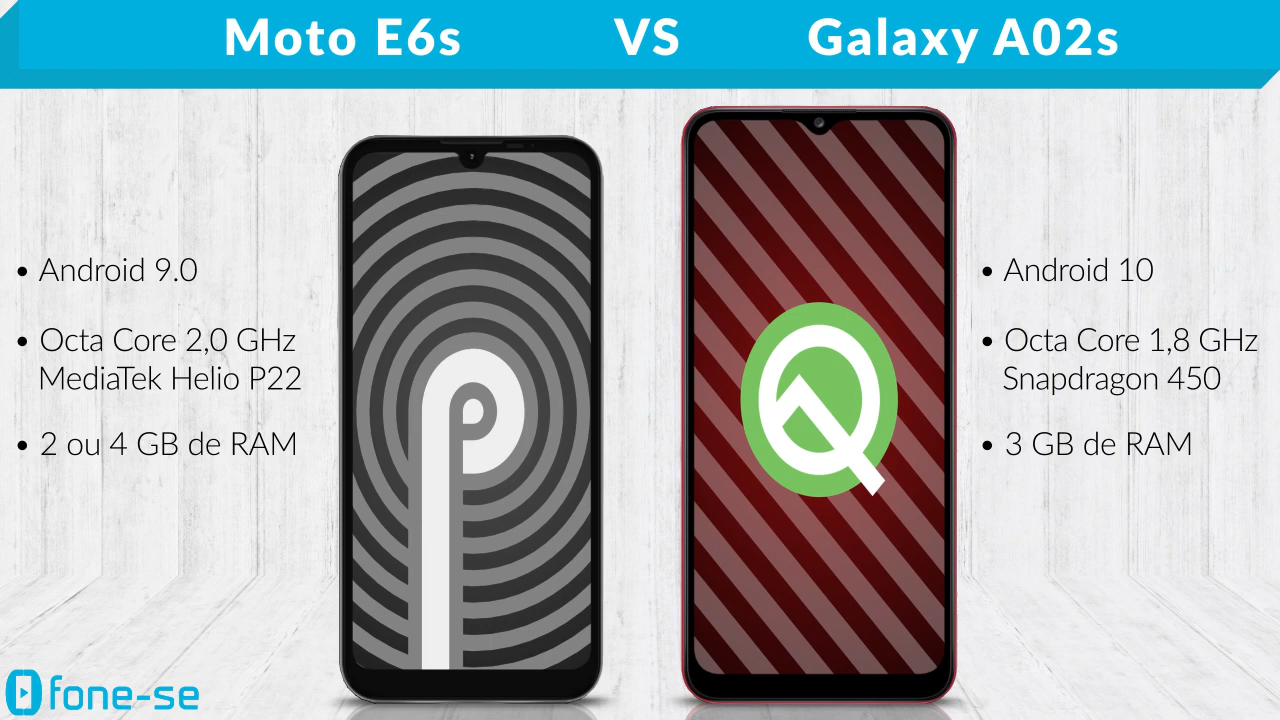 Moto E6s VS Galaxy A02s
• Android 9.0
• Octa Core 2,0 GHz
MediaTek Helio P22
• 2 ou 4 GB de RAM
• Android 10
• Octa Core 1,8 GHz
Snapdragon 450
• 3 GB de RAM
fone-se